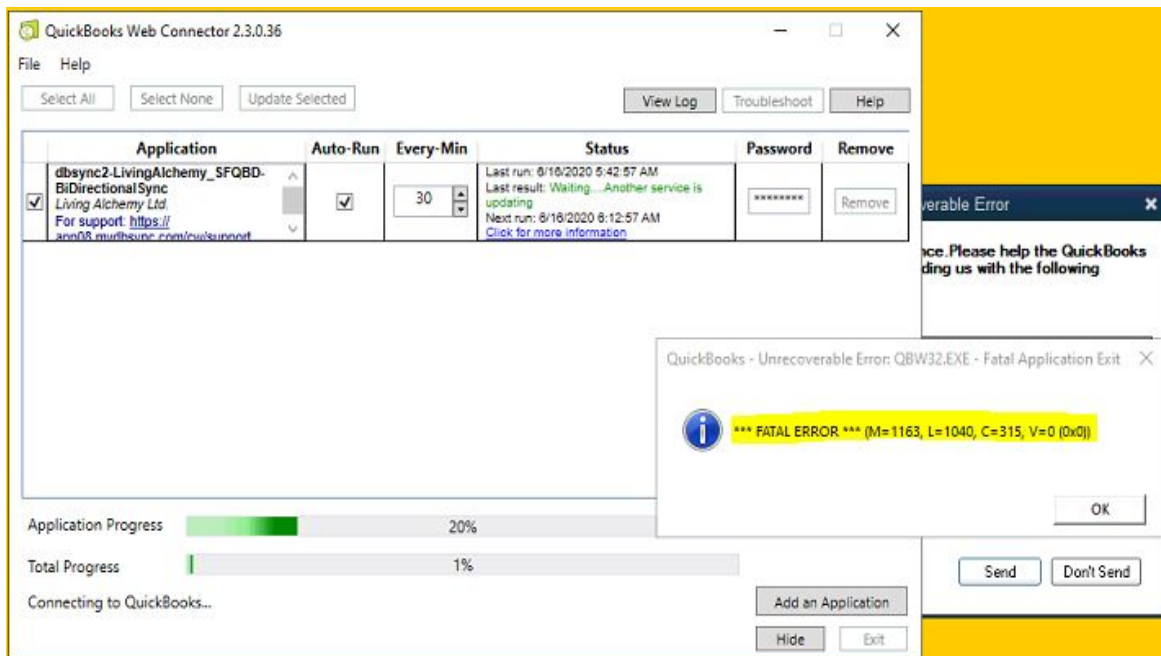 QuickBooks Web Connector 2.3.0.36
File Help
Select All Select None Update Selected View Log Troubleshoot Help
Application Auto-Run Every-Min Status Password Remove
dbsync2-LivingAlchemy_SFQBD-
BiDirectionalSync
Living Alchemy Ltd.
For support: https://
app08.mydbsync.com/cw/support
30
Last run: 6/16/2020 5:42:57 AM
Last result: Waiting... Another service is
updating
Next run: 6/16/2020 6:12:57 AM
Click for more information
********
Remove
verable Error
nce.Please help the QuickBooks
ding us with the following
QuickBooks - Unrecoverable Error: QBW32.EXE - Fatal Application Exit
*** FATAL ERROR *** (M=1163, L=1040, C=315, V=0 (0x0))
OK
Application Progress 20%
Total Progress 1%
Connecting to QuickBooks...
Send Don't Send
Add an Application
Hide Exit